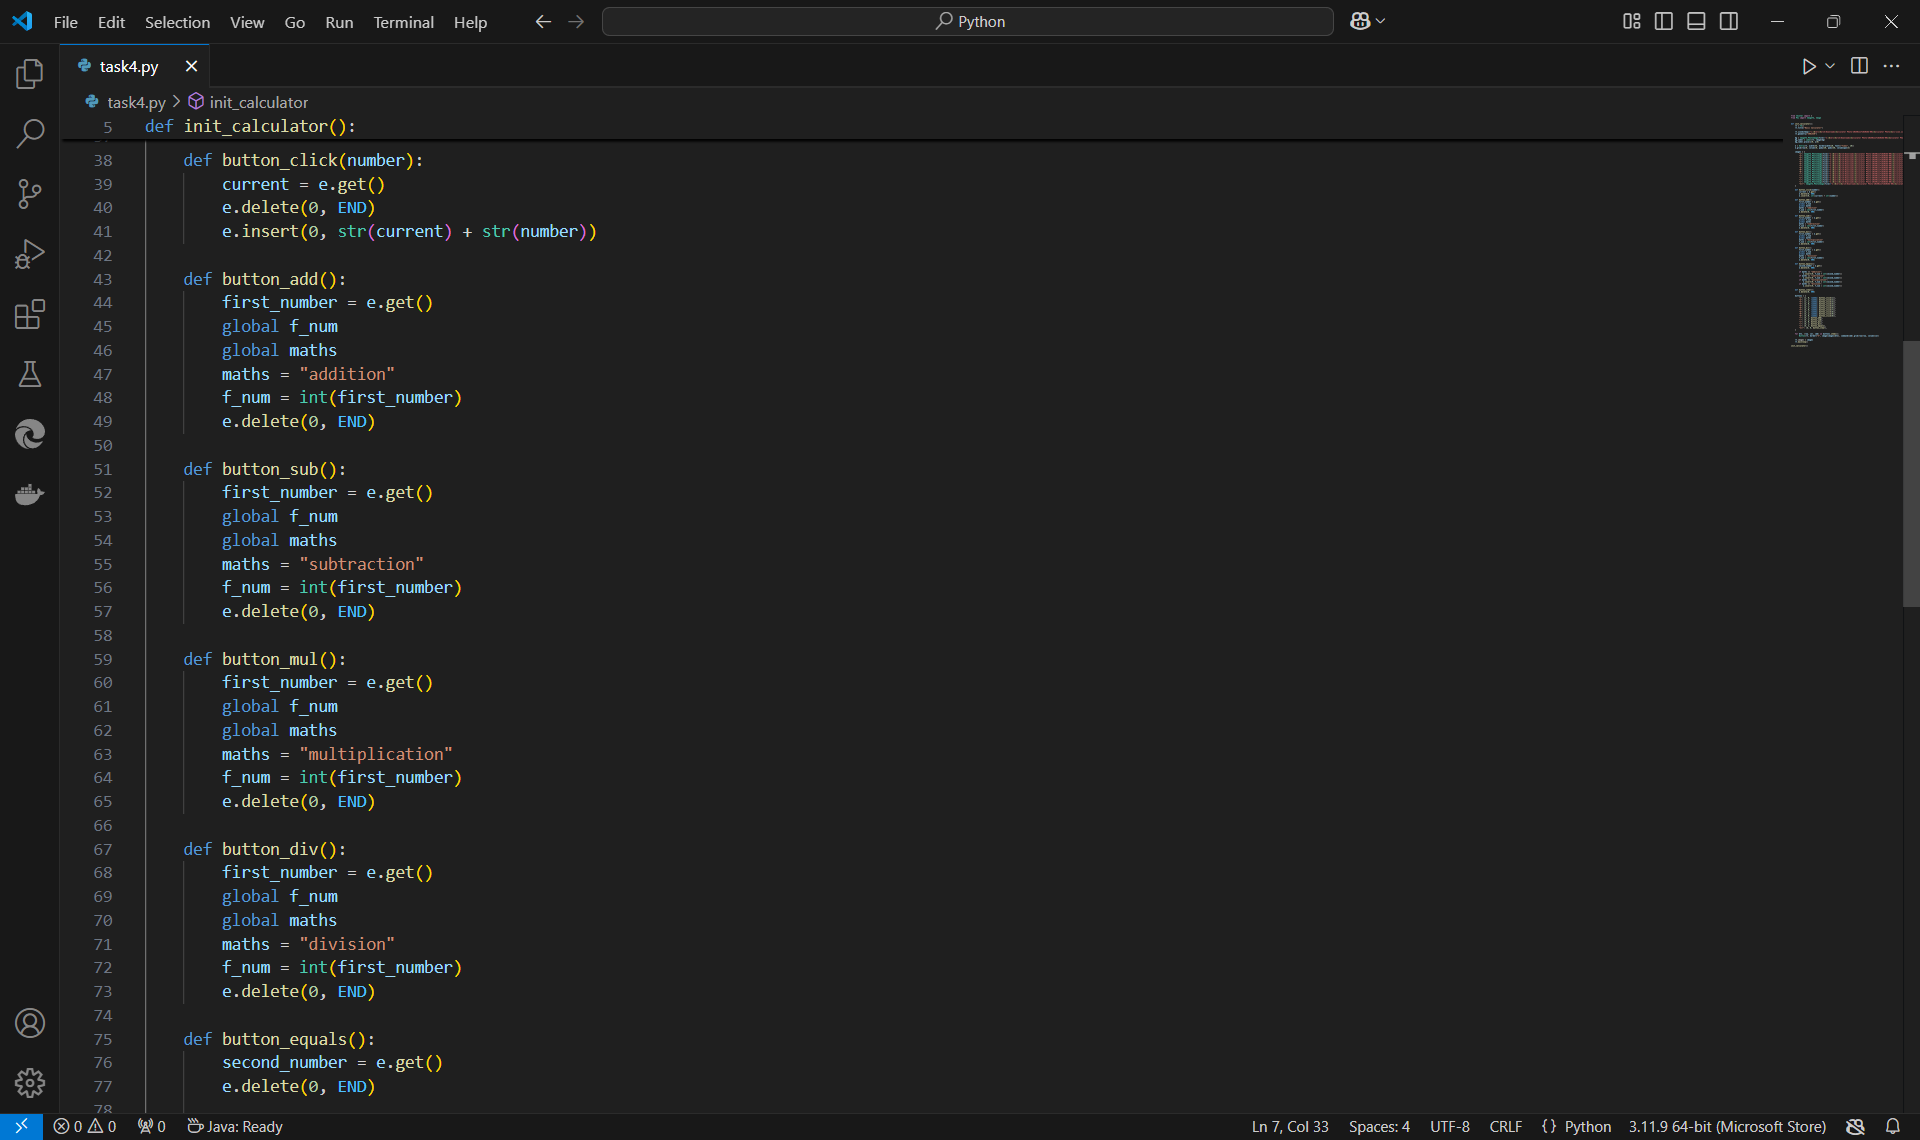 File Edit Selection View Go Run Terminal Help
Python
task4.py
task4.py > init_calculator
5 def init_calculator():
38 def button_click(number):
39 current = e.get()
40 e.delete(0, END)
41 e.insert(0, str(current) + str(number))
42
43 def button_add():
44 first_number = e.get()
45 global f_num
46 global maths
47 maths = "addition"
48 f_num = int(first_number)
49 e.delete(0, END)
50
51 def button_sub():
52 first_number = e.get()
53 global f_num
54 global maths
55 maths = "subtraction"
56 f_num = int(first_number)
57 e.delete(0, END)
58
59 def button_mul():
60 first_number = e.get()
61 global f_num
62 global maths
63 maths = "multiplication"
64 f_num = int(first_number)
65 e.delete(0, END)
66
67 def button_div():
68 first_number = e.get()
69 global f_num
70 global maths
71 maths = "division"
72 f_num = int(first_number)
73 e.delete(0, END)
74
75 def button_equals():
76 second_number = e.get()
77 e.delete(0, END)
78
0 0 0 Java: Ready Ln 7, Col 33 Spaces: 4 UTF-8 CRLF {} Python 3.11.9 64-bit (Microsoft Store)